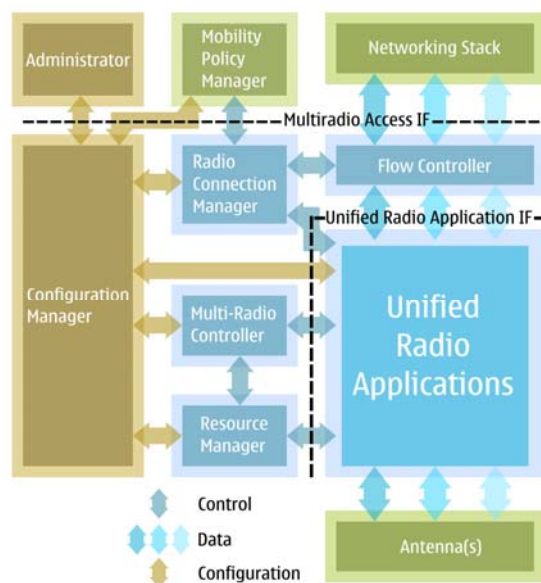 Administrator
Mobility
Policy
Manager
Networking Stack
Multiradio Access IF
Radio
Connection
Manager
Flow Controller
Unified Radio Application IF
Configuration
Manager
Multi-Radio
Controller
Unified
Radio
Applications
Resource
Manager
Control
Data
Configuration
Antenna(s)